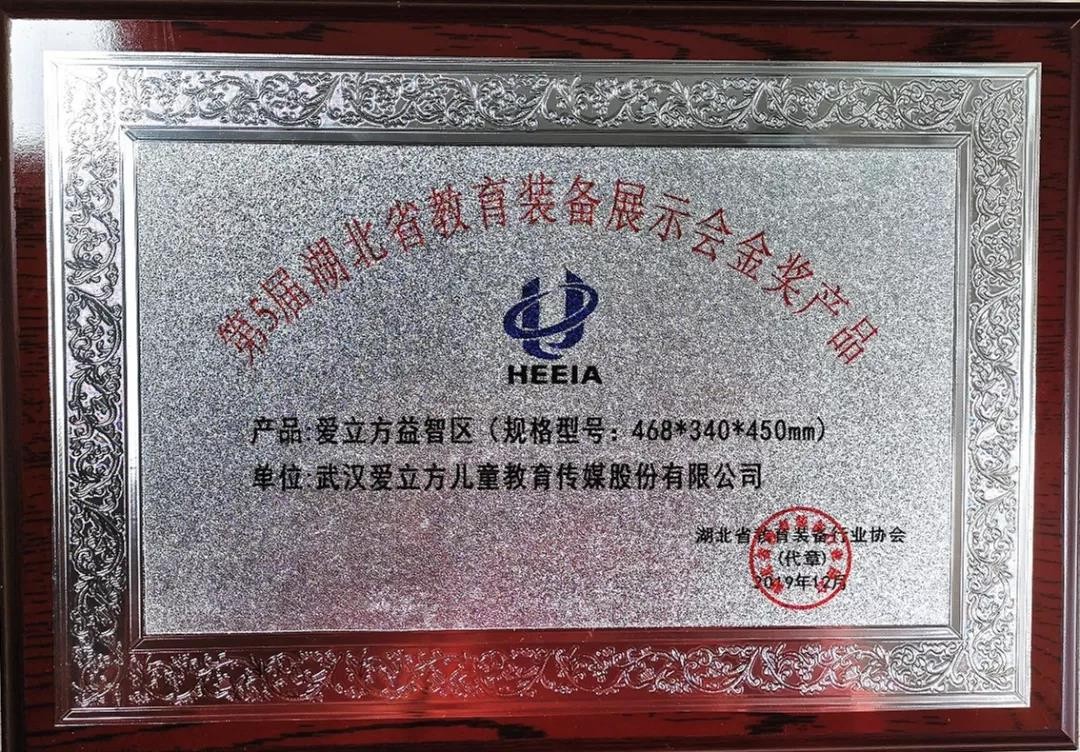 第5届湖北省教育装备展示会金奖产品
HEEIA
产品:爱立方益智区(规格型号：468*340*450mm)
单位:武汉爱立方儿童教育传媒股份有限公司
湖北省教育装备行业协会
(代章)
2019年12月